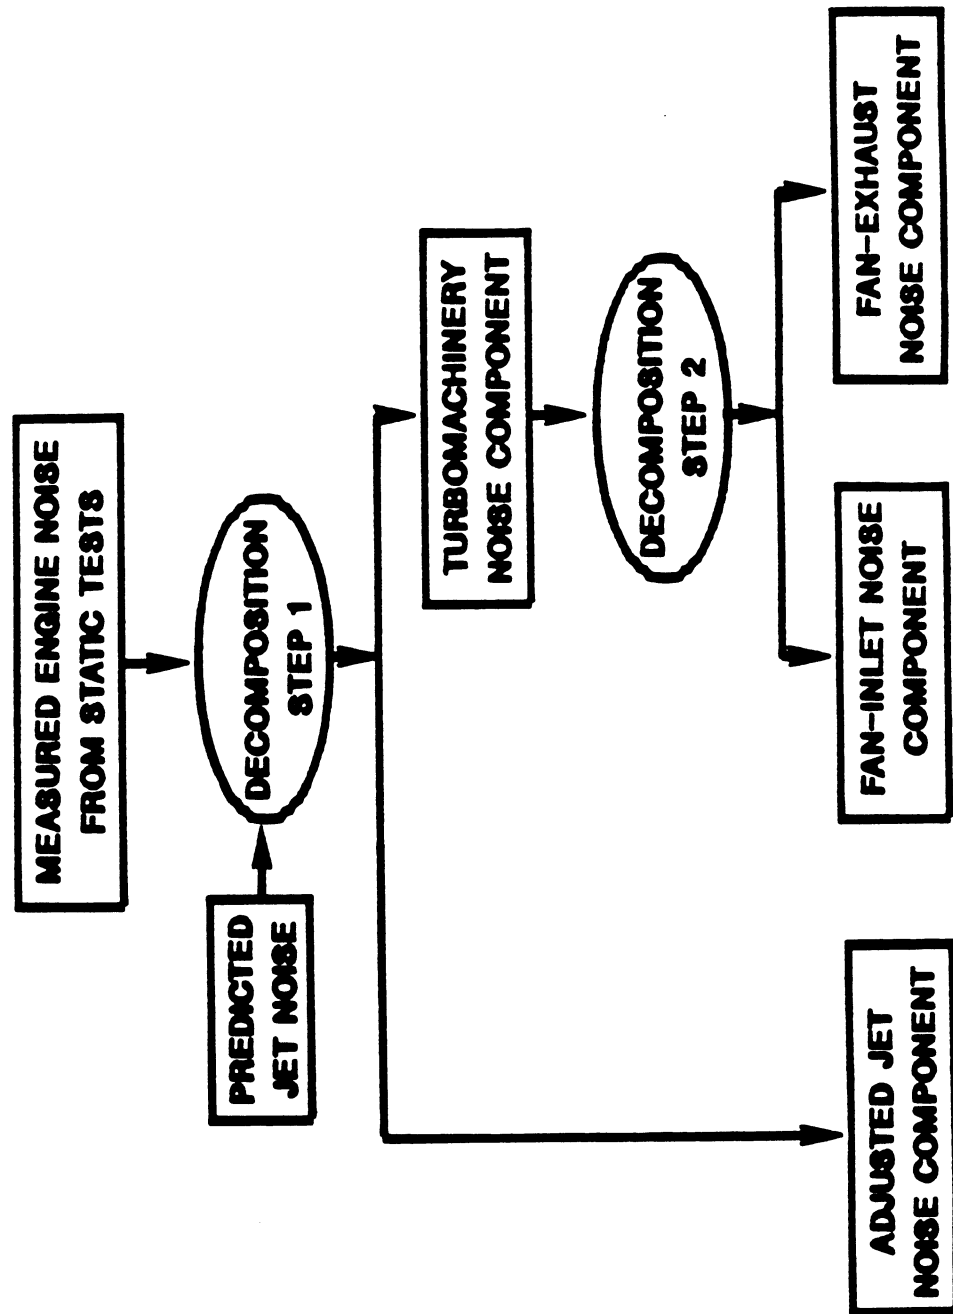 MEASURED ENGINE NOISE
FROM STATIC TESTS
PREDICTED
JET NOISE
DECOMPOSITION
STEP 1
TURBOMACHINERY
NOISE COMPONENT
DECOMPOSITION
STEP 2
ADJUSTED JET
NOISE COMPONENT
FAN-INLET NOISE
COMPONENT
FAN-EXHAUST
NOISE COMPONENT